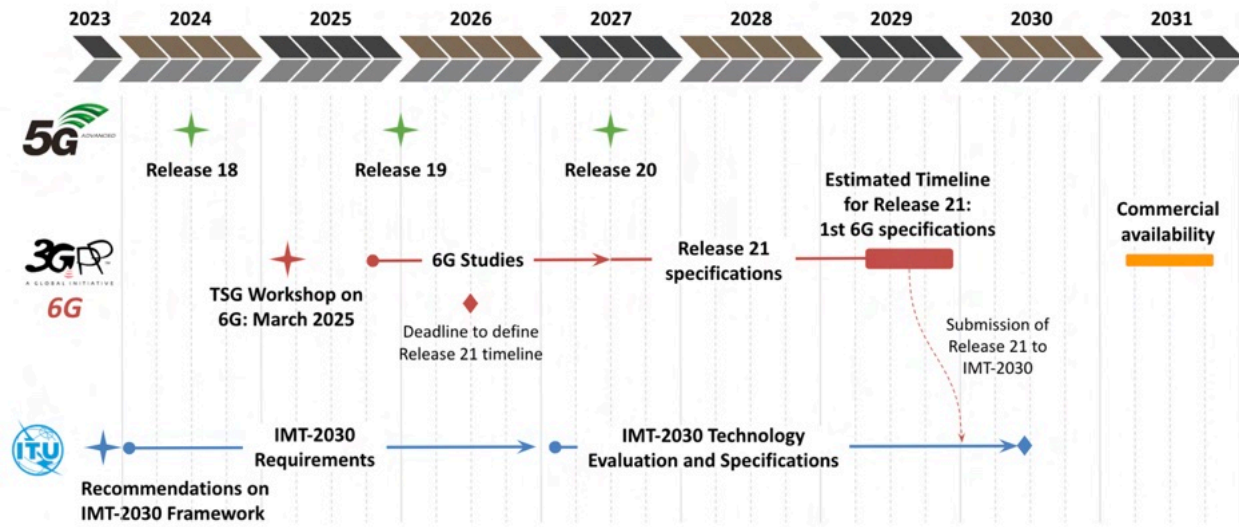 2023 2024 2025 2026 2027 2028 2029 2030 2031
5G ADVANCED
Release 18
Release 19
Release 20
3GPP™
A GLOBAL INITIATIVE
6G
TSG Workshop on
6G: March 2025
6G Studies
Deadline to define
Release 21 timeline
Release 21
specifications
Estimated Timeline
for Release 21:
1st 6G specifications
Commercial
availability
Submission of
Release 21 to
IMT-2030
ITU
Recommendations on
IMT-2030 Framework
IMT-2030
Requirements
IMT-2030 Technology
Evaluation and Specifications